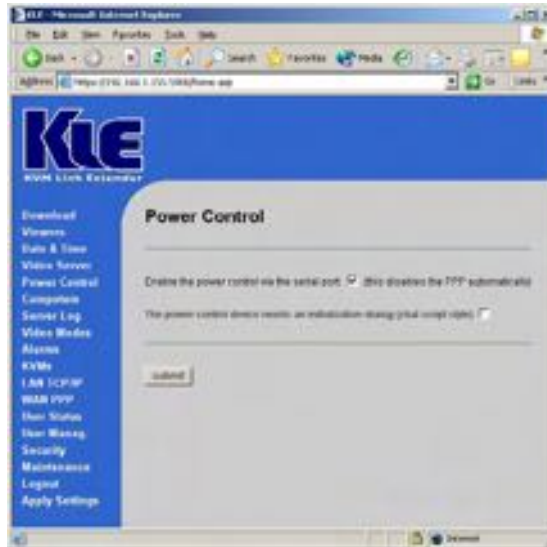 KLE - Microsoft Internet Explorer
File Edit View Favorites Tools Help
Back Search Favorites Media
Address Go Links
KLE
KVM Link Extender
Power Control
Download
Viewers
Date & Time
Video Server
Power Control
Computers
Server Log
Video Modes
Alarms
KVMs
LAN TCP/IP
WAN PPP
User Status
User Manag.
Security
Maintenance
Logout
Apply Settings
Enable the power control via the serial port: (this disables the PPP automatically)
The power control device needs an initialization dialog (chat script style)
submit
Internet